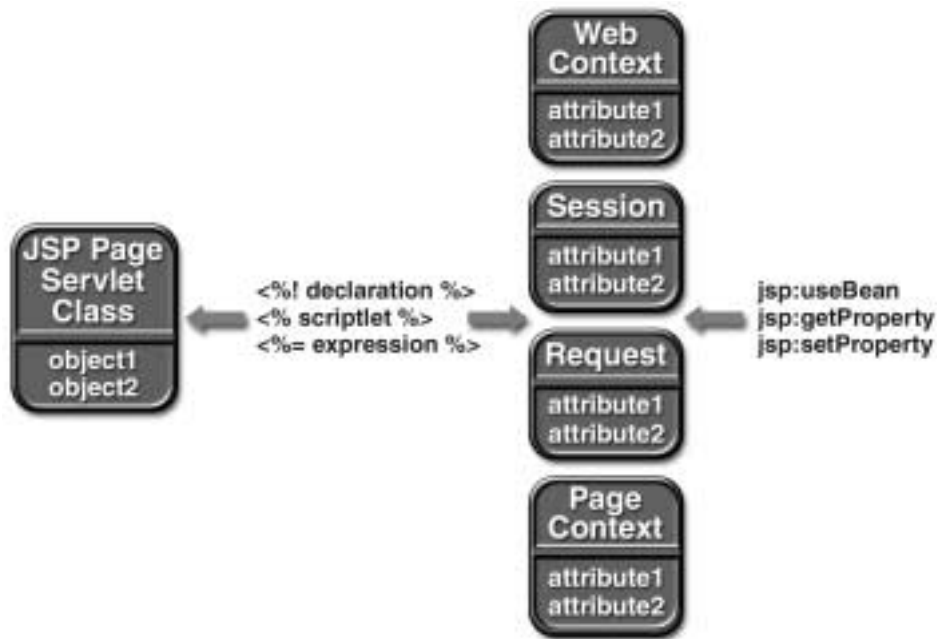 JSP Page
Servlet
Class
object1
object2
<%! declaration %>
<% scriptlet %>
<%= expression %>
Web
Context
attribute1
attribute2
Session
attribute1
attribute2
Request
attribute1
attribute2
Page
Context
attribute1
attribute2
jsp:useBean
jsp:getProperty
jsp:setProperty